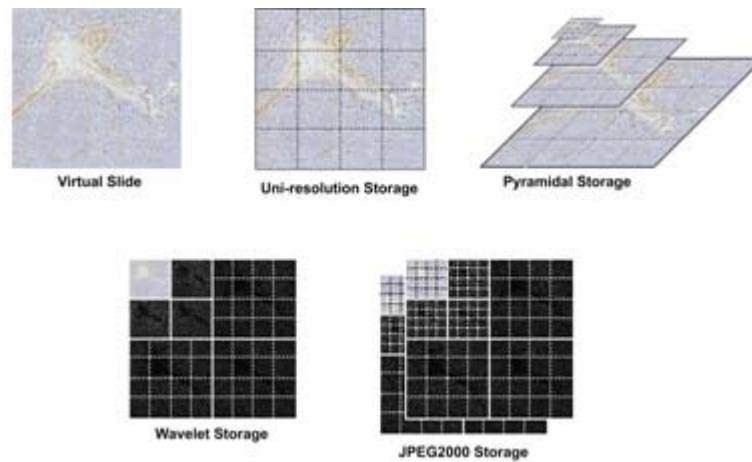 Virtual Slide
Uni-resolution Storage
Pyramidal Storage
Wavelet Storage
JPEG2000 Storage